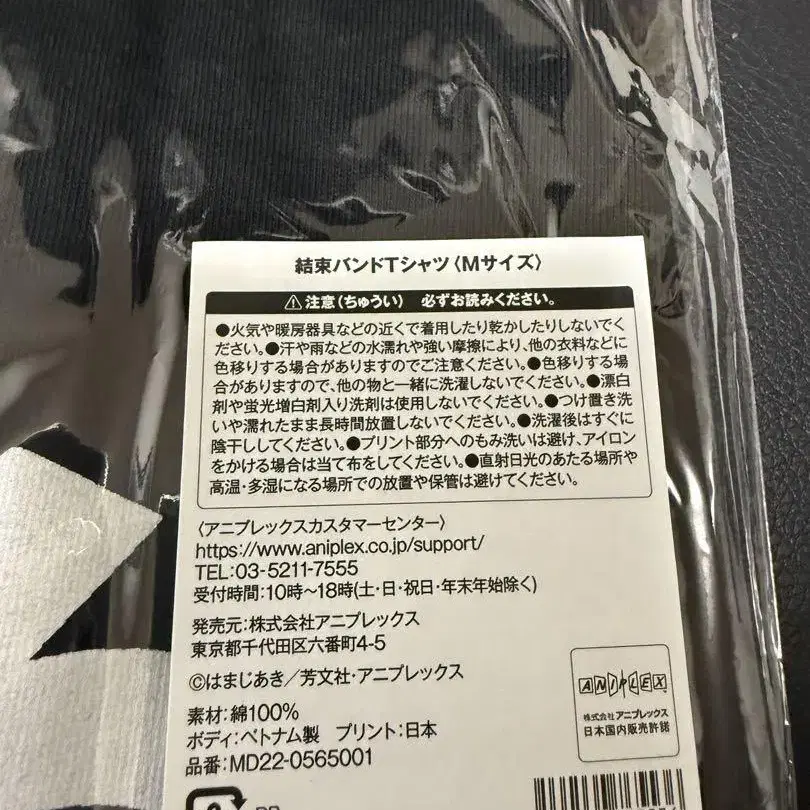 結束バンドTシャツ〈Mサイズ〉
⚠注意(ちゅうい) 必ずお読みください。
●火気や暖房器具などの近くで着用したり乾かしたりしないでく
ださい。●汗や雨などの水濡れや強い摩擦により、他の衣料などに
色移りする場合がありますのでご注意ください。●色移りする場
合がありますので、他の物と一緒に洗濯しないでください。●漂白
剤や蛍光増白剤入り洗剤は使用しないでください。●つけ置き洗
いや濡れたまま長時間放置しないでください。●洗濯後はすぐに
陰干ししてください。●プリント部分へのもみ洗いは避け、アイロン
をかける場合は当て布をしてください。●直射日光のあたる場所や
高温・多湿になる場所での放置や保管は避けてください。
〈アニプレックスカスタマーセンター〉
https://www.aniplex.co.jp/support/
TEL:03-5211-7555
受付時間:10時〜18時(土・日・祝日・年末年始除く)
発売元:株式会社アニプレックス
東京都千代田区六番町4-5
©はまじあき/芳文社・アニプレックス
素材:綿100%
ボディ:ベトナム製 プリント:日本
品番:MD22-0565001
ANIPLEX
株式会社アニプレックス
日本国内販売許諾